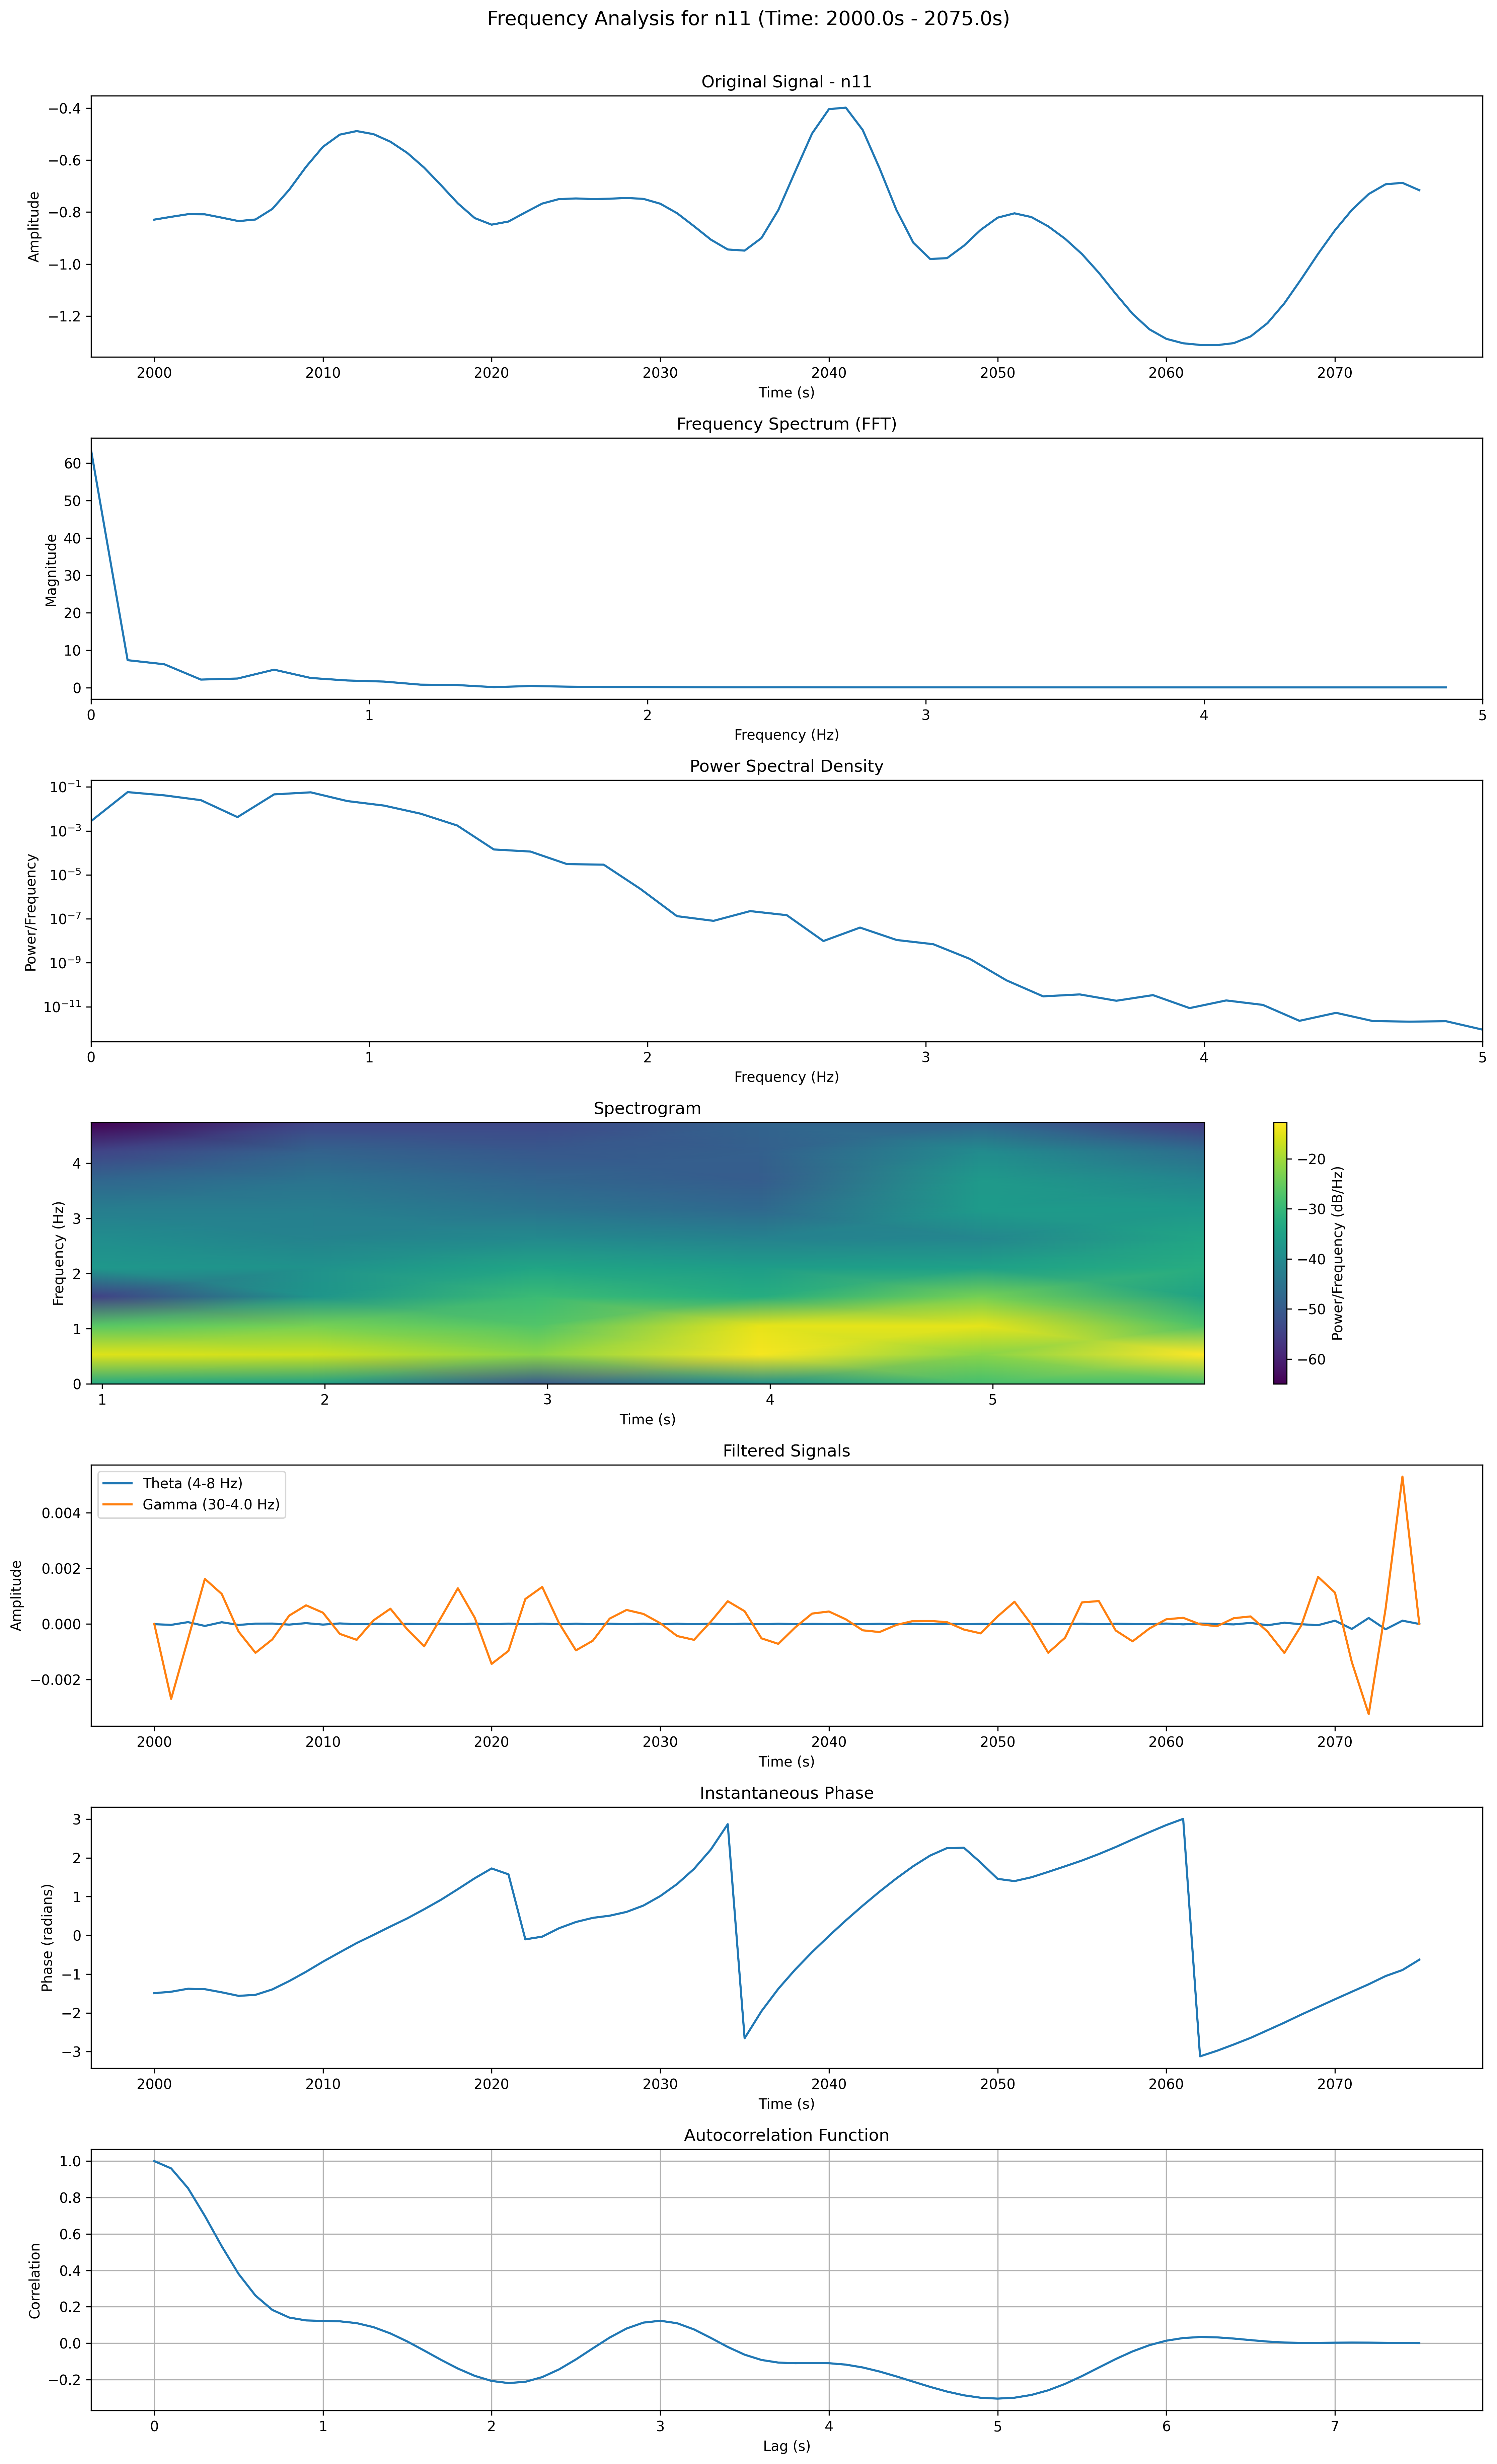 Frequency Analysis for n11 (Time: 2000.0s - 2075.0s)
Original Signal - n11
Amplitude
−0.4
−0.6
−0.8
−1.0
−1.2
2000 2010 2020 2030 2040 2050 2060 2070
Time (s)
Frequency Spectrum (FFT)
Magnitude
60
50
40
30
20
10
0
0 1 2 3 4 5
Frequency (Hz)
Power Spectral Density
Power/Frequency
10⁻¹
10⁻³
10⁻⁵
10⁻⁷
10⁻⁹
10⁻¹¹
0 1 2 3 4 5
Frequency (Hz)
Spectrogram
Frequency (Hz)
4
3
2
1
0
1 2 3 4 5
Time (s)
−20
−30
−40
−50
−60
Power/Frequency (dB/Hz)
Filtered Signals
Theta (4-8 Hz)
Gamma (30-4.0 Hz)
Amplitude
0.004
0.002
0.000
−0.002
2000 2010 2020 2030 2040 2050 2060 2070
Time (s)
Instantaneous Phase
Phase (radians)
3
2
1
0
−1
−2
−3
2000 2010 2020 2030 2040 2050 2060 2070
Time (s)
Autocorrelation Function
Correlation
1.0
0.8
0.6
0.4
0.2
0.0
−0.2
0 1 2 3 4 5 6 7
Lag (s)